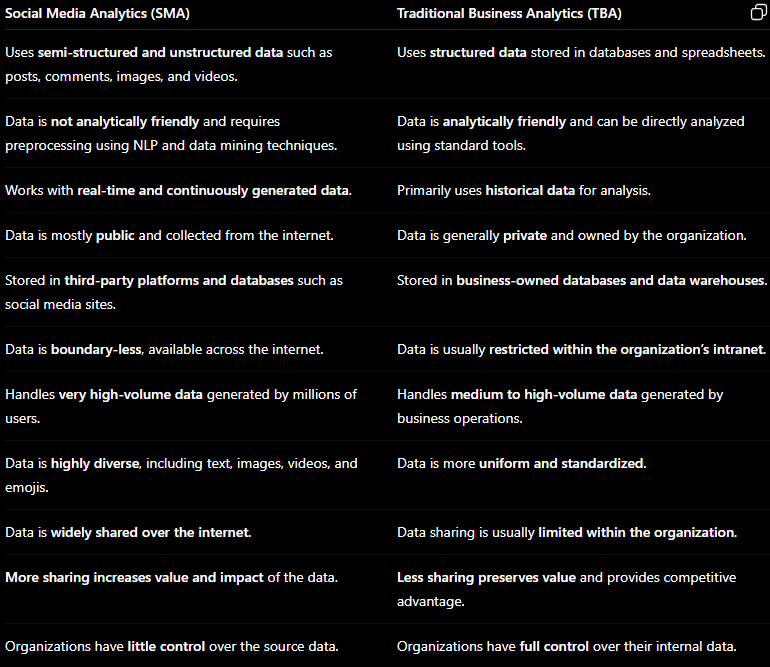 Social Media Analytics (SMA)
Traditional Business Analytics (TBA)
Uses semi-structured and unstructured data such as
posts, comments, images, and videos.
Uses structured data stored in databases and spreadsheets.
Data is not analytically friendly and requires
preprocessing using NLP and data mining techniques.
Data is analytically friendly and can be directly analyzed
using standard tools.
Works with real-time and continuously generated data.
Primarily uses historical data for analysis.
Data is mostly public and collected from the internet.
Data is generally private and owned by the organization.
Stored in third-party platforms and databases such as
social media sites.
Stored in business-owned databases and data warehouses.
Data is boundary-less, available across the internet.
Data is usually restricted within the organization’s intranet.
Handles very high-volume data generated by millions of
users.
Handles medium to high-volume data generated by
business operations.
Data is highly diverse, including text, images, videos, and
emojis.
Data is more uniform and standardized.
Data is widely shared over the internet.
Data sharing is usually limited within the organization.
More sharing increases value and impact of the data.
Less sharing preserves value and provides competitive
advantage.
Organizations have little control over the source data.
Organizations have full control over their internal data.